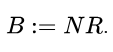 B := NR.